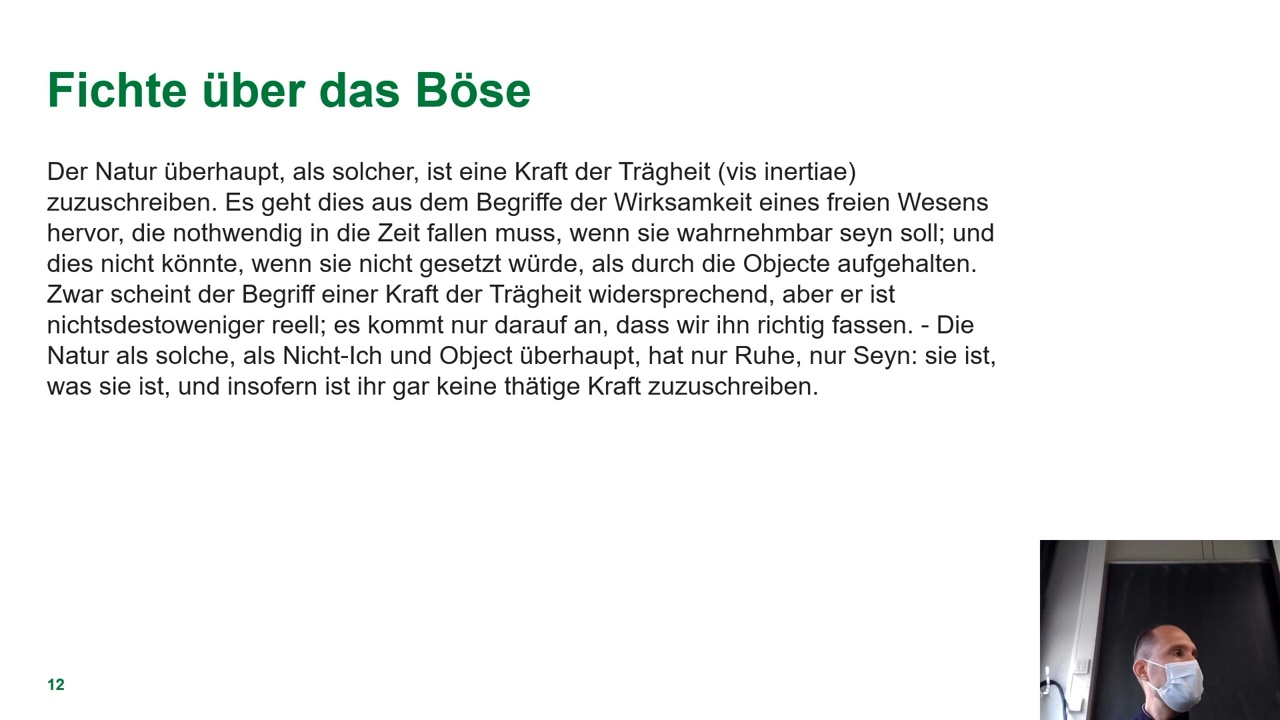 Fichte über das Böse
Der Natur überhaupt, als solcher, ist eine Kraft der Trägheit (vis inertiae)
zuzuschreiben. Es geht dies aus dem Begriffe der Wirksamkeit eines freien Wesens
hervor, die nothwendig in die Zeit fallen muss, wenn sie wahrnehmbar seyn soll; und
dies nicht könnte, wenn sie nicht gesetzt würde, als durch die Objecte aufgehalten.
Zwar scheint der Begriff einer Kraft der Trägheit widersprechend, aber er ist
nichtsdestoweniger reell; es kommt nur darauf an, dass wir ihn richtig fassen. - Die
Natur als solche, als Nicht-Ich und Object überhaupt, hat nur Ruhe, nur Seyn: sie ist,
was sie ist, und insofern ist ihr gar keine thätige Kraft zuzuschreiben.
12